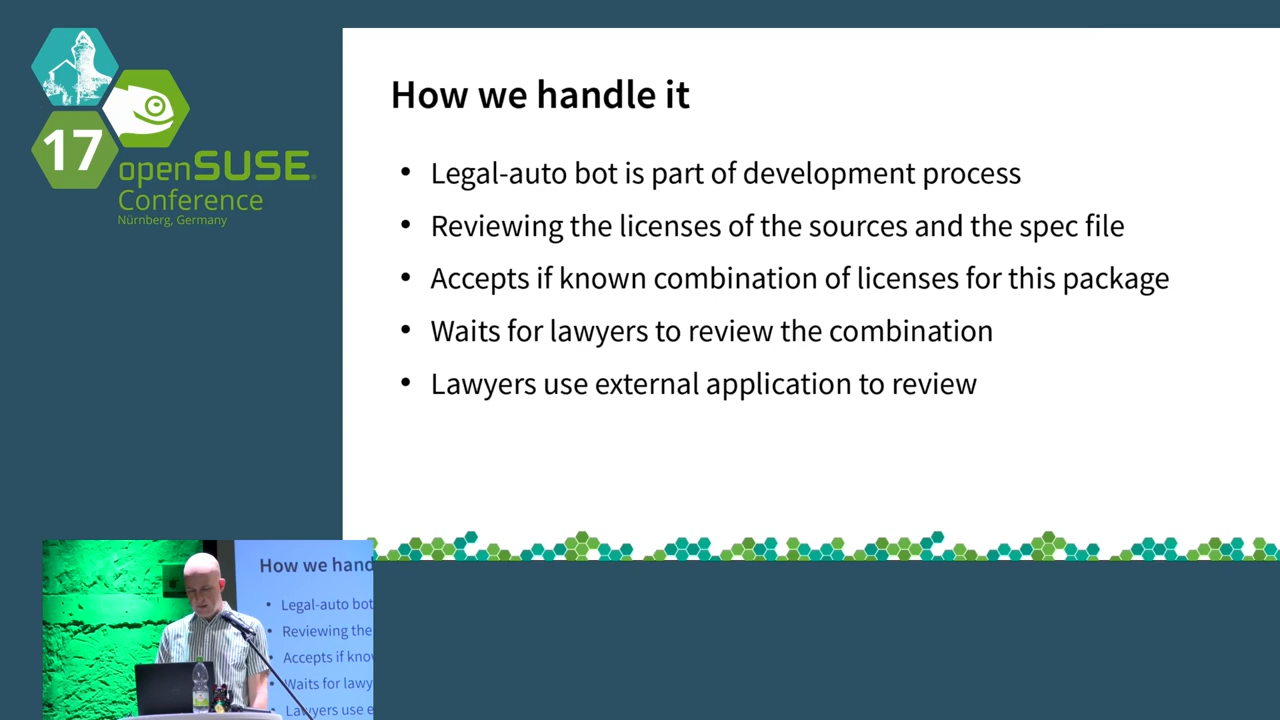 17
openSUSE
Conference
Nürnberg, Germany
How we handle it
• Legal-auto bot is part of development process
• Reviewing the licenses of the sources and the spec file
• Accepts if known combination of licenses for this package
• Waits for lawyers to review the combination
• Lawyers use external application to review
How we hand
• Legal-auto bot
• Reviewing the
• Accepts if know
• Waits for lawy
• Lawyers use e